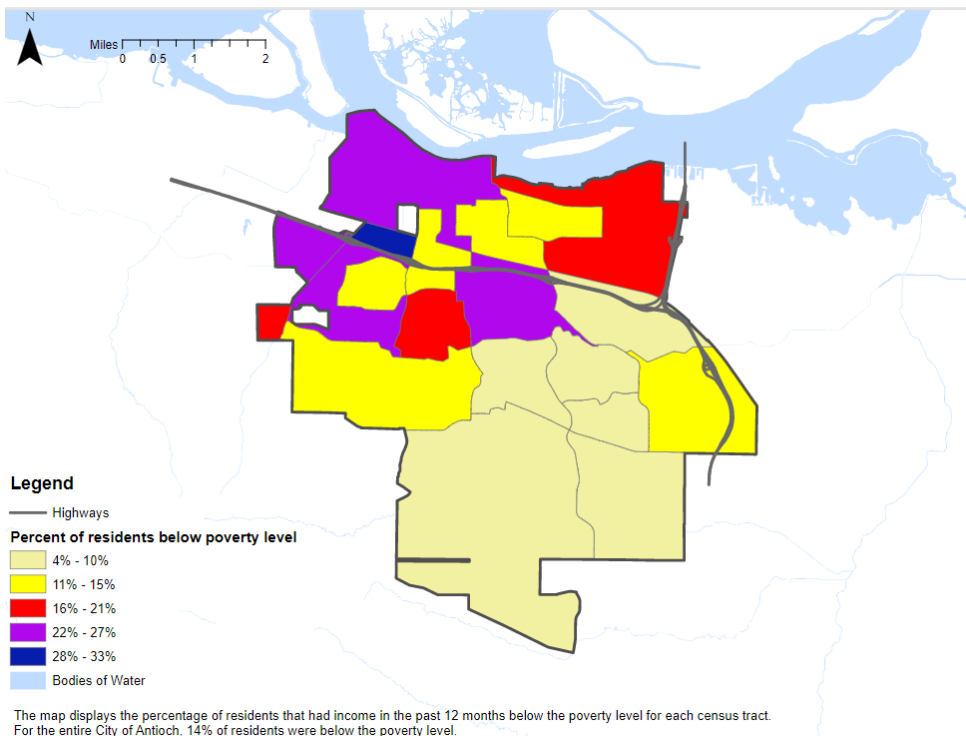 N
Miles
0 0.5 1 2
Legend
Highways
Percent of residents below poverty level
4% - 10%
11% - 15%
16% - 21%
22% - 27%
28% - 33%
Bodies of Water
The map displays the percentage of residents that had income in the past 12 months below the poverty level for each census tract.
For the entire City of Antioch, 14% of residents were below the poverty level.